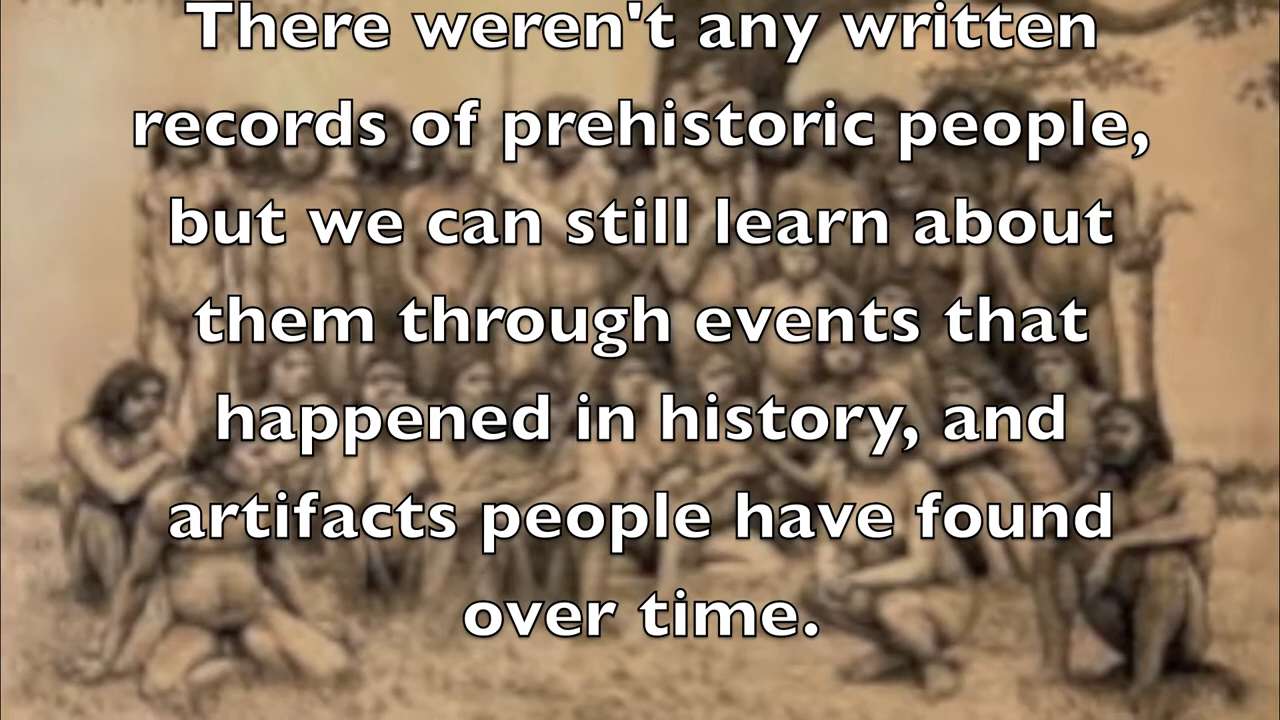 There weren't any written
records of prehistoric people,
but we can still learn about
them through events that
happened in history, and
artifacts people have found
over time.